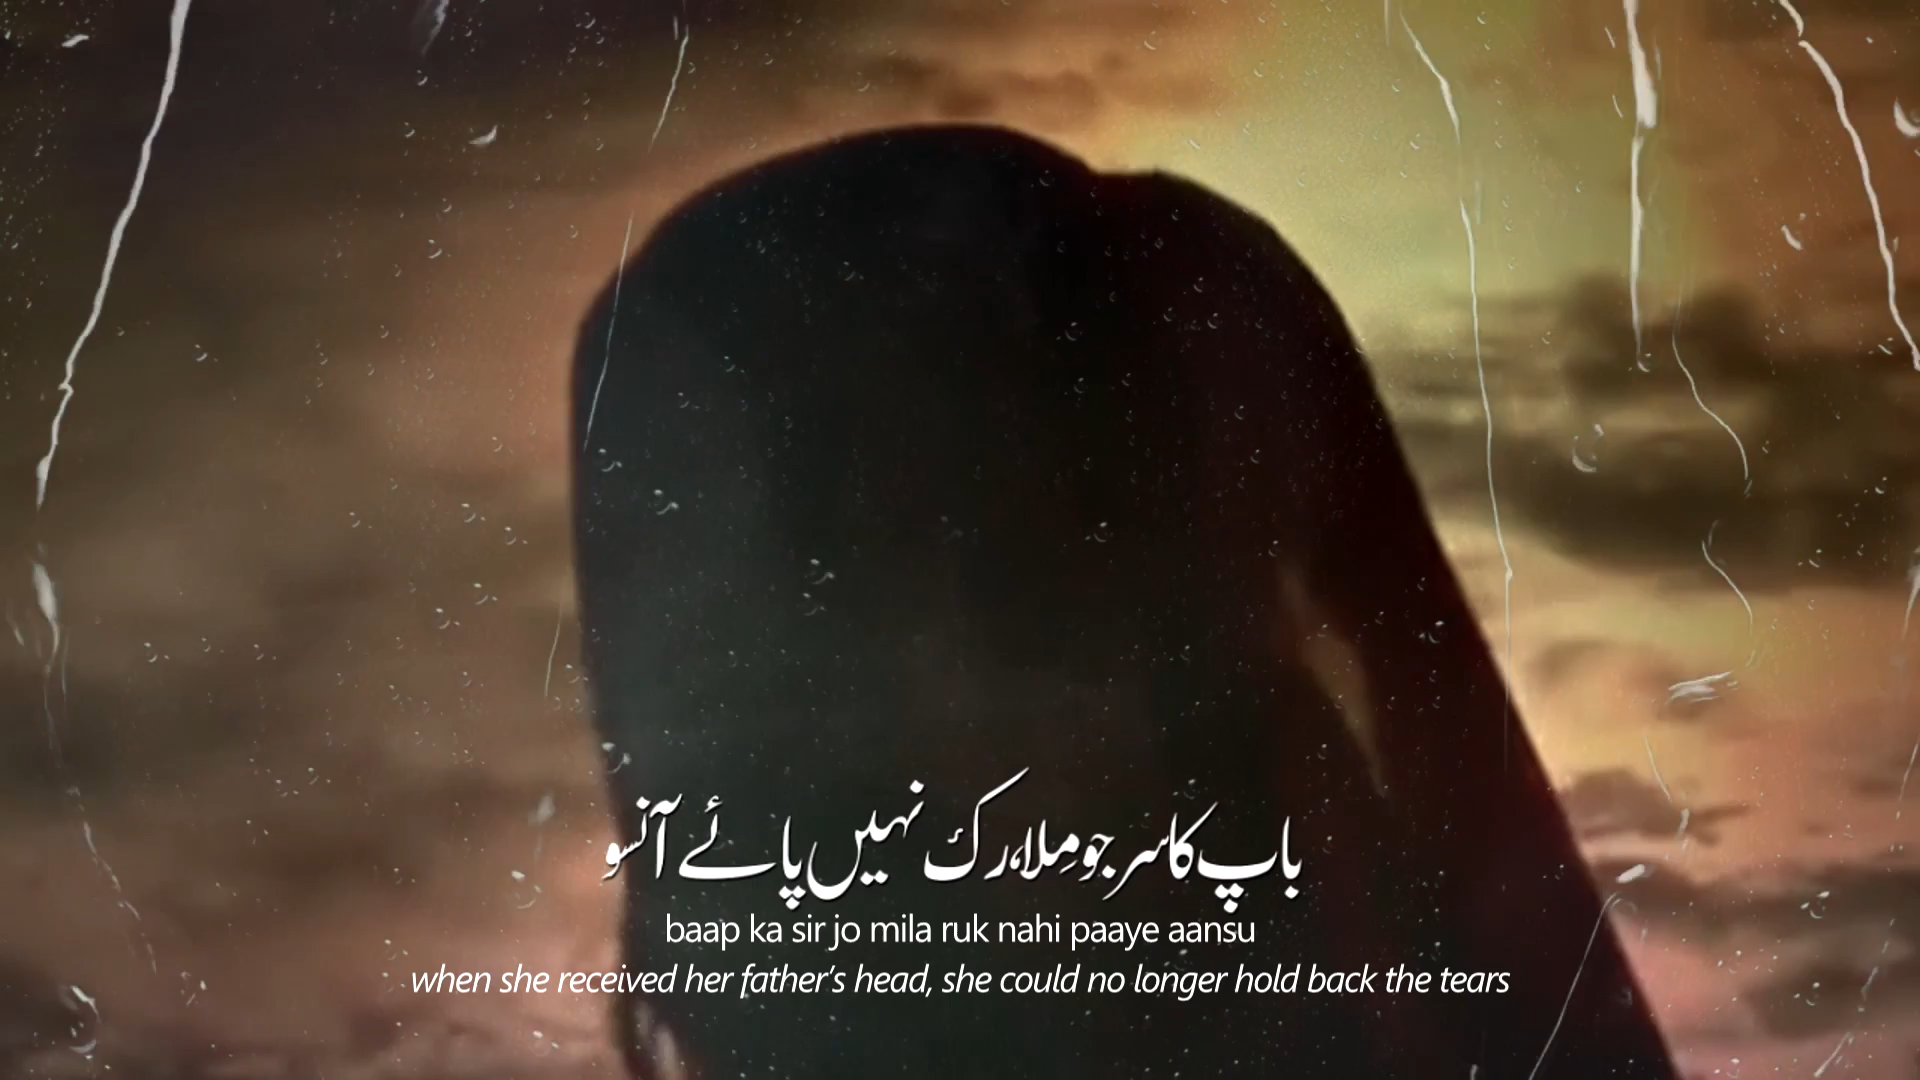 باپ کا سر جو مِلا، رک نہیں پائے آنسو
baap ka sir jo mila ruk nahi paaye aansu
when she received her father's head, she could no longer hold back the tears